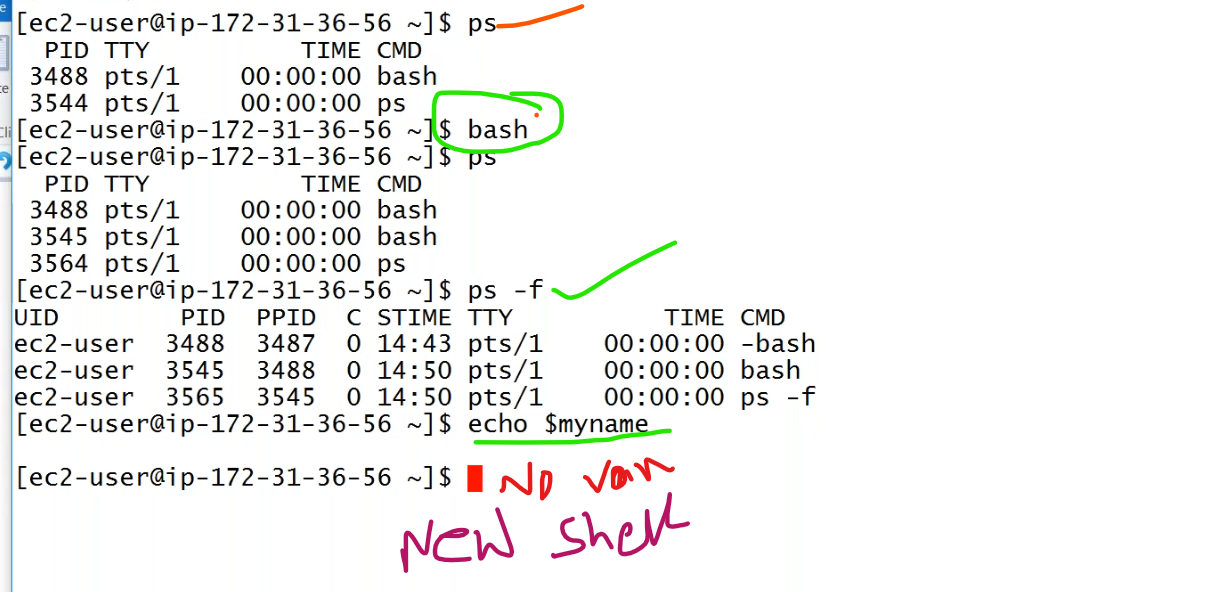 [ec2-user@ip-172-31-36-56 ~]$ ps
PID TTY TIME CMD
3488 pts/1 00:00:00 bash
3544 pts/1 00:00:00 ps
[ec2-user@ip-172-31-36-56 ~]$ bash
[ec2-user@ip-172-31-36-56 ~]$ ps
PID TTY TIME CMD
3488 pts/1 00:00:00 bash
3545 pts/1 00:00:00 bash
3564 pts/1 00:00:00 ps
[ec2-user@ip-172-31-36-56 ~]$ ps -f
UID PID PPID C STIME TTY TIME CMD
ec2-user 3488 3487 0 14:43 pts/1 00:00:00 -bash
ec2-user 3545 3488 0 14:50 pts/1 00:00:00 bash
ec2-user 3565 3545 0 14:50 pts/1 00:00:00 ps -f
[ec2-user@ip-172-31-36-56 ~]$ echo $myname
[ec2-user@ip-172-31-36-56 ~]$ No
New shell